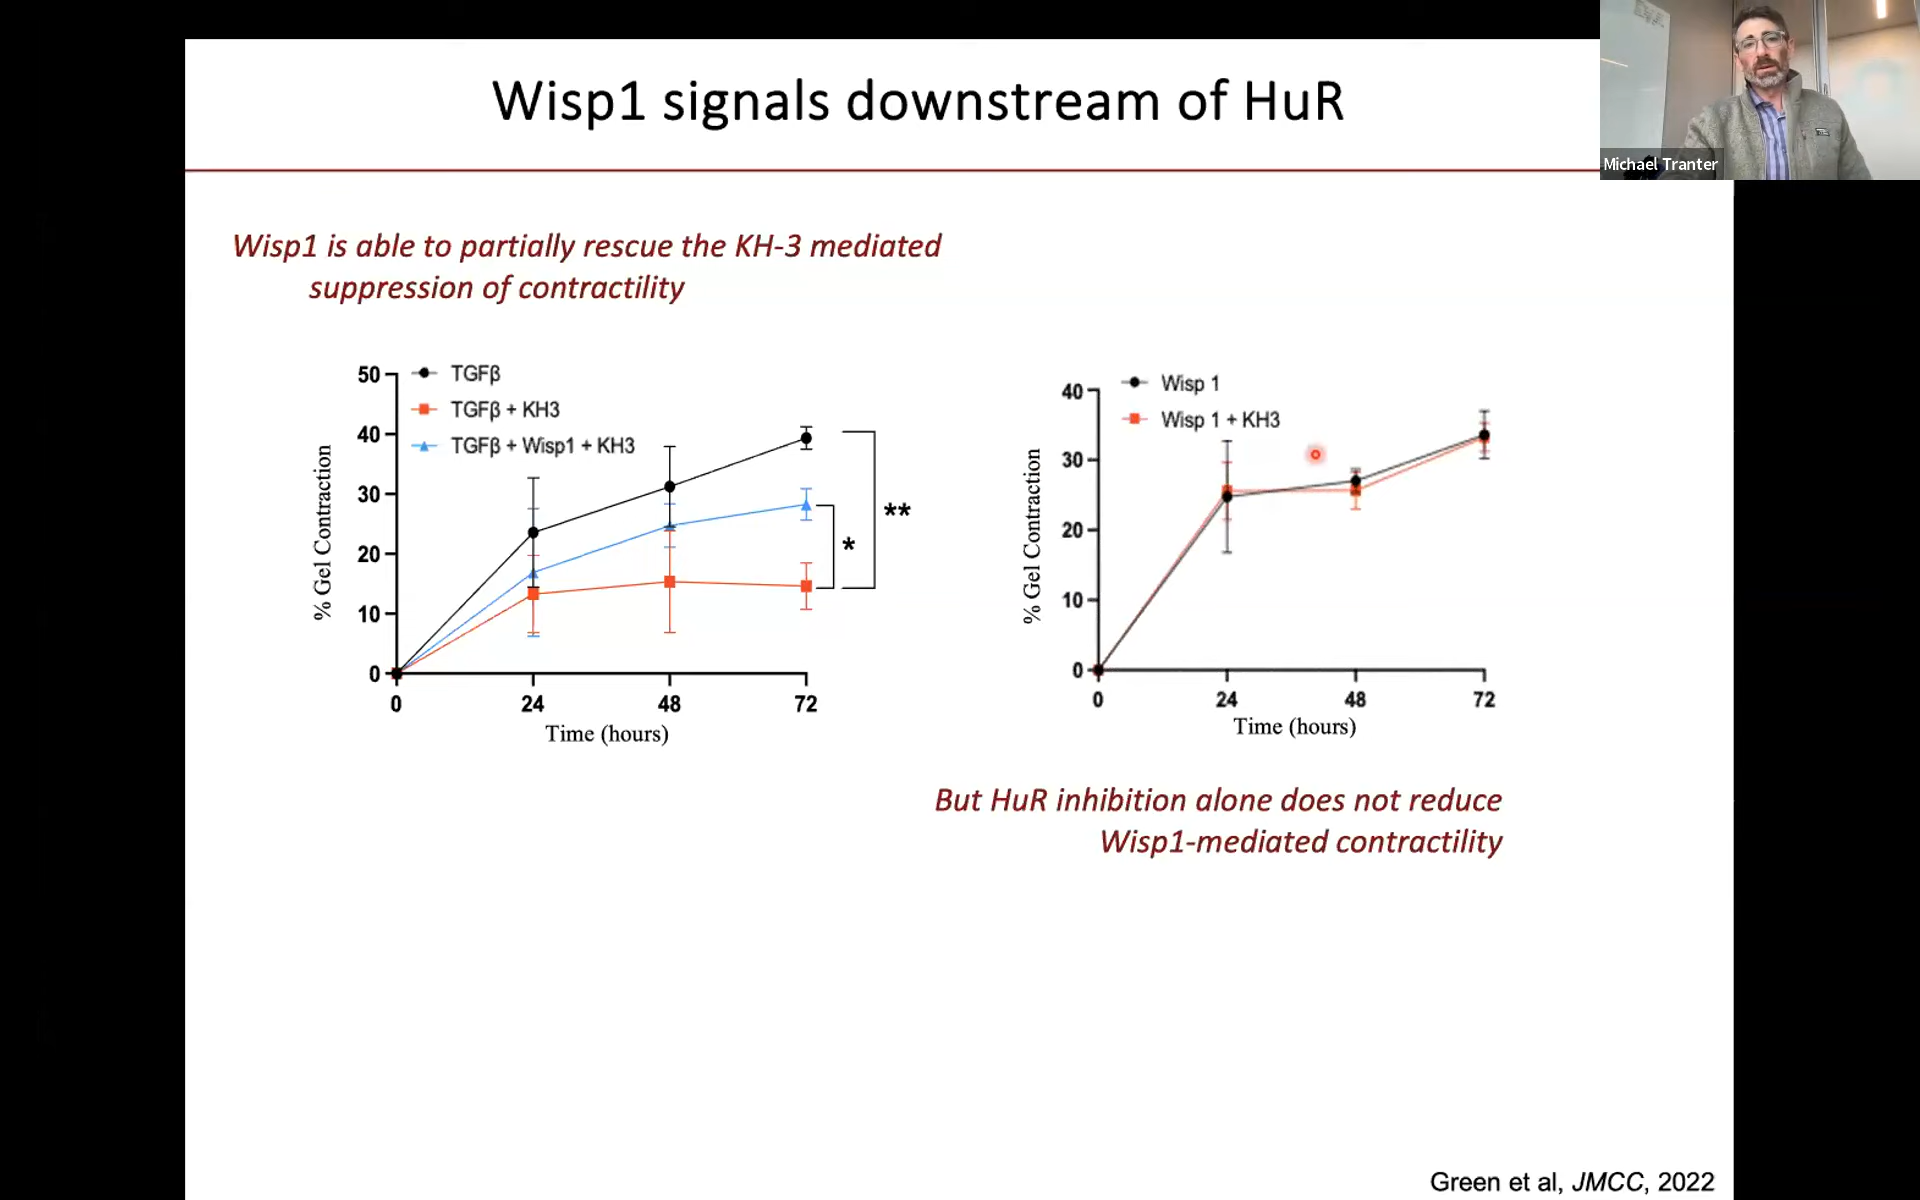 Wisp1 signals downstream of HuR
Michael Tranter
Wisp1 is able to partially rescue the KH-3 mediated
suppression of contractility
TGFβ
TGFβ + KH3
TGFβ + Wisp1 + KH3
50
40
30
20
10
0
% Gel Contraction
**
*
0 24 48 72
Time (hours)
Wisp 1
Wisp 1 + KH3
40
30
20
10
0
% Gel Contraction
0 24 48 72
Time (hours)
But HuR inhibition alone does not reduce
Wisp1-mediated contractility
Green et al, JMCC, 2022